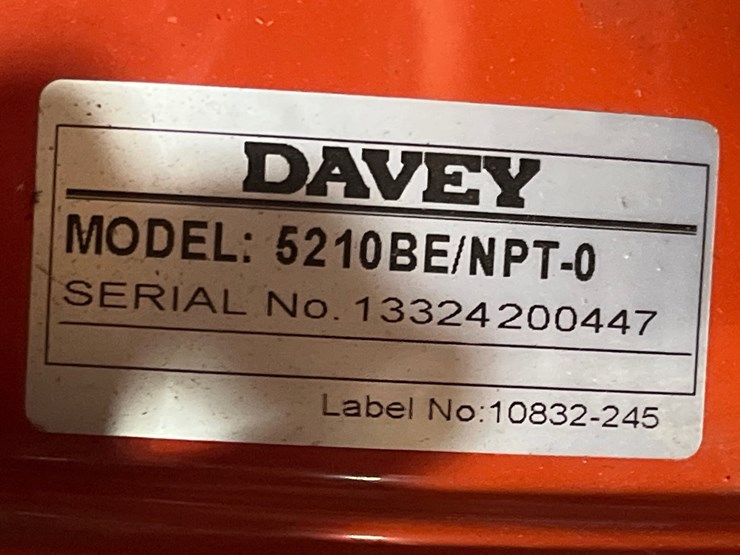 DAVEY
MODEL: 5210BE/NPT-0
SERIAL No. 13324200447
Label No:10832-245